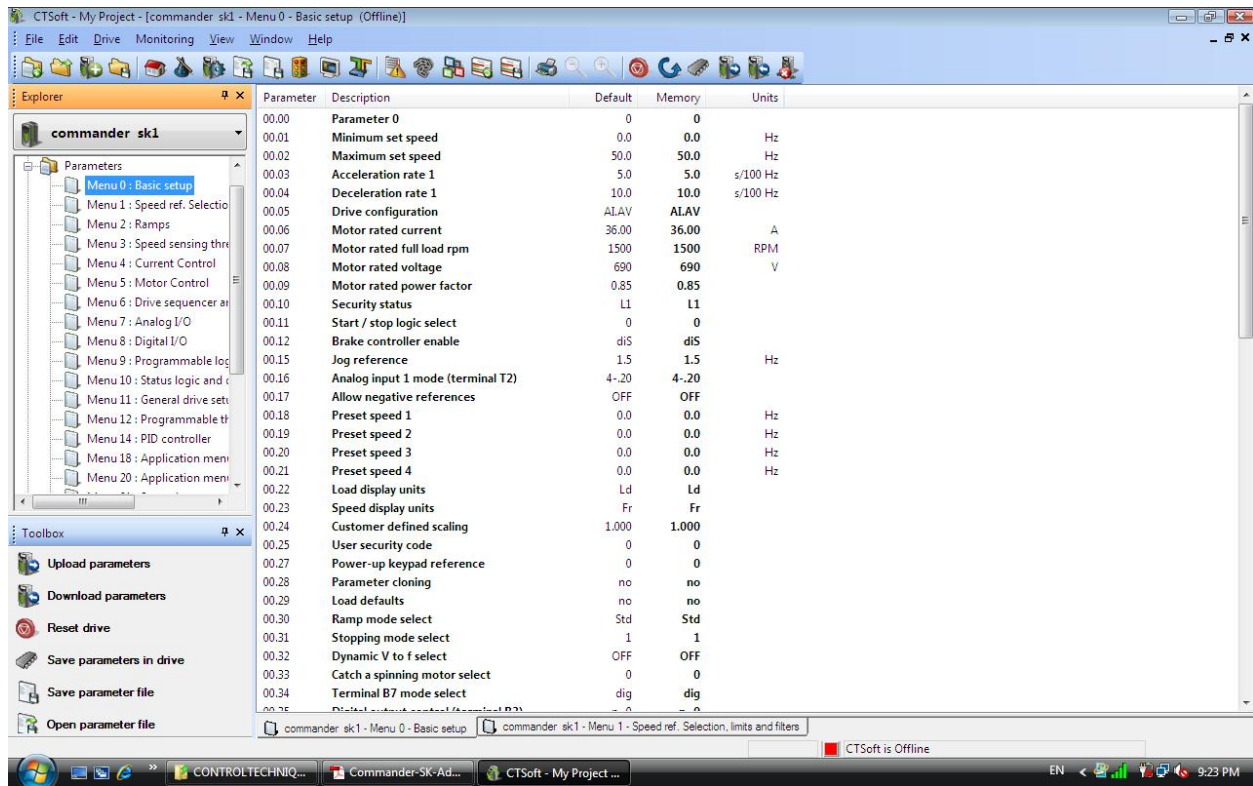 CTSoft - My Project - [commander sk1 - Menu 0 - Basic setup (Offline)]
File Edit Drive Monitoring View Window Help
Explorer
commander sk1
Parameters
Menu 0 : Basic setup
Menu 1 : Speed ref. Selectio
Menu 2 : Ramps
Menu 3 : Speed sensing thre
Menu 4 : Current Control
Menu 5 : Motor Control
Menu 6 : Drive sequencer an
Menu 7 : Analog I/O
Menu 8 : Digital I/O
Menu 9 : Programmable log
Menu 10 : Status logic and d
Menu 11 : General drive setu
Menu 12 : Programmable th
Menu 14 : PID controller
Menu 18 : Application menu
Menu 20 : Application menu
Toolbox
Upload parameters
Download parameters
Reset drive
Save parameters in drive
Save parameter file
Open parameter file
Parameter Description Default Memory Units
00.00 Parameter 0 0 0
00.01 Minimum set speed 0.0 0.0 Hz
00.02 Maximum set speed 50.0 50.0 Hz
00.03 Acceleration rate 1 5.0 5.0 s/100 Hz
00.04 Deceleration rate 1 10.0 10.0 s/100 Hz
00.05 Drive configuration AI.AV AI.AV
00.06 Motor rated current 36.00 36.00 A
00.07 Motor rated full load rpm 1500 1500 RPM
00.08 Motor rated voltage 690 690 V
00.09 Motor rated power factor 0.85 0.85
00.10 Security status L1 L1
00.11 Start / stop logic select 0 0
00.12 Brake controller enable diS diS
00.15 Jog reference 1.5 1.5 Hz
00.16 Analog input 1 mode (terminal T2) 4-.20 4-.20
00.17 Allow negative references OFF OFF
00.18 Preset speed 1 0.0 0.0 Hz
00.19 Preset speed 2 0.0 0.0 Hz
00.20 Preset speed 3 0.0 0.0 Hz
00.21 Preset speed 4 0.0 0.0 Hz
00.22 Load display units Ld Ld
00.23 Speed display units Fr Fr
00.24 Customer defined scaling 1.000 1.000
00.25 User security code 0 0
00.27 Power-up keypad reference 0 0
00.28 Parameter cloning no no
00.29 Load defaults no no
00.30 Ramp mode select Std Std
00.31 Stopping mode select 1 1
00.32 Dynamic V to f select OFF OFF
00.33 Catch a spinning motor select 0 0
00.34 Terminal B7 mode select dig dig
commander sk1 - Menu 0 - Basic setup
commander sk1 - Menu 1 - Speed ref. Selection, limits and filters
CTSoft is Offline
CONTROLTECHNIQ...
Commander-SK-Ad...
CTSoft - My Project ...
EN
9:23 PM